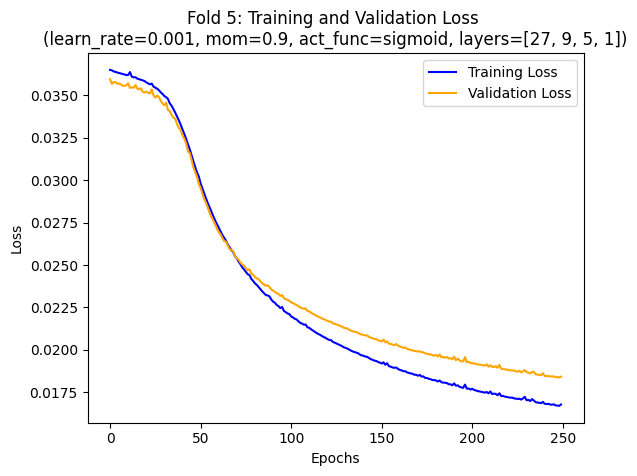 Fold 5: Training and Validation Loss
(learn_rate=0.001, mom=0.9, act_func=sigmoid, layers=[27, 9, 5, 1])
Training Loss
Validation Loss
Loss
0.0350
0.0325
0.0300
0.0275
0.0250
0.0225
0.0200
0.0175
0
50
100
150
200
250
Epochs